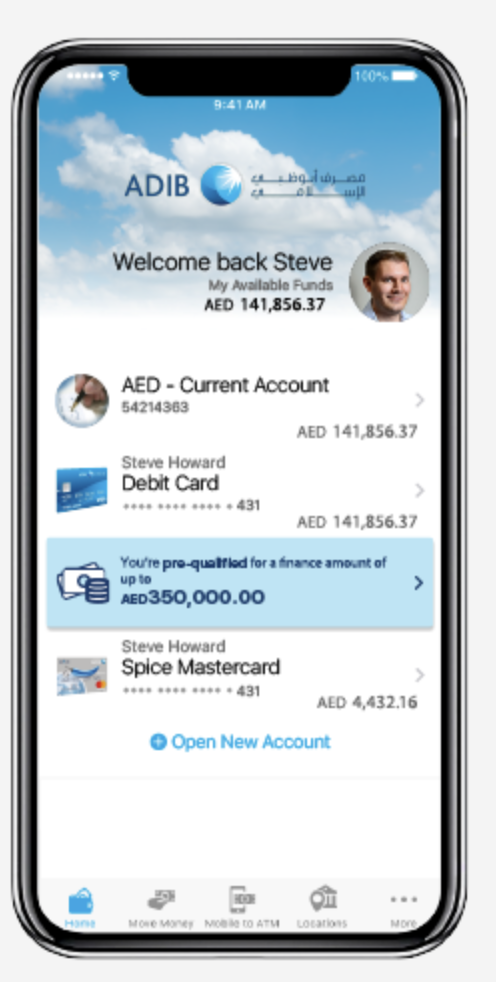 100%
9:41 AM
ADIB مصرف أبوظبي
الإسلامي
Welcome back Steve
My Available Funds
AED 141,856.37
AED - Current Account
54214363
AED 141,856.37
Steve Howard
Debit Card
•••• •••• •••• • 431
AED 141,856.37
You're pre-qualified for a finance amount of
up to
AED350,000.00
Steve Howard
Spice Mastercard
•••• •••• •••• • 431
AED 4,432.16
Open New Account
Home Move Money Mobile to ATM Locations More